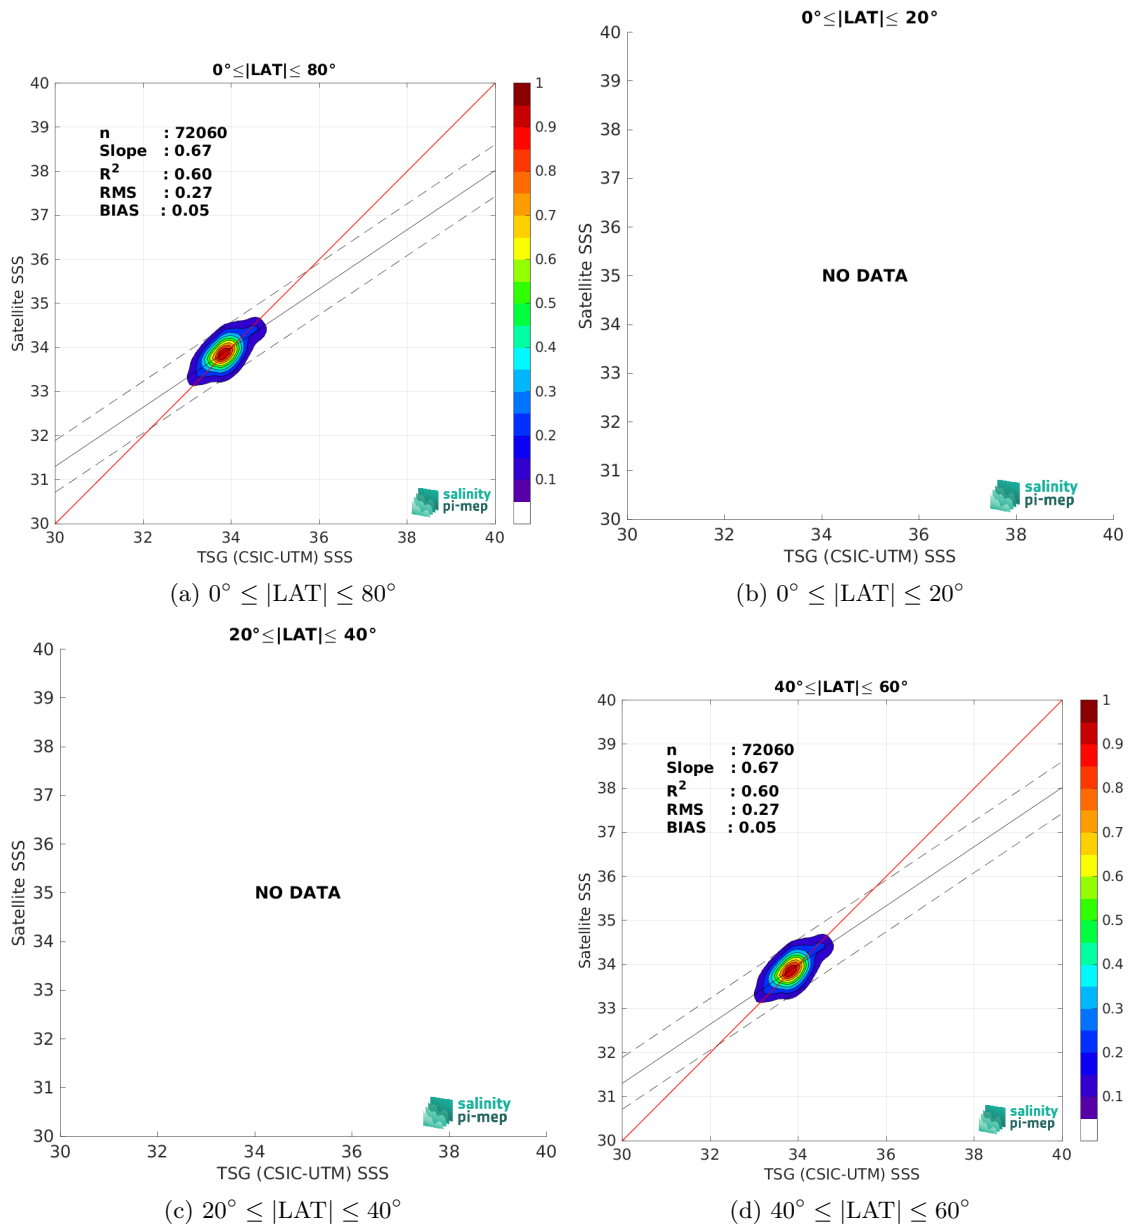 0°≤|LAT|≤ 80°
40
39
38
37
36
35
34
33
32
31
30
n : 72060
Slope : 0.67
R² : 0.60
RMS : 0.27
BIAS : 0.05
Satellite SSS
salinity
pi-mep
30 32 34 36 38 40
TSG (CSIC-UTM) SSS
1
0.9
0.8
0.7
0.6
0.5
0.4
0.3
0.2
0.1
(a) 0° ≤ |LAT| ≤ 80°
0°≤|LAT|≤ 20°
40
39
38
37
36
35
34
33
32
31
30
Satellite SSS
NO DATA
salinity
pi-mep
30 32 34 36 38 40
TSG (CSIC-UTM) SSS
(b) 0° ≤ |LAT| ≤ 20°
20°≤|LAT|≤ 40°
40
39
38
37
36
35
34
33
32
31
30
Satellite SSS
NO DATA
salinity
pi-mep
30 32 34 36 38 40
TSG (CSIC-UTM) SSS
(c) 20° ≤ |LAT| ≤ 40°
40°≤|LAT|≤ 60°
40
39
38
37
36
35
34
33
32
31
30
n : 72060
Slope : 0.67
R² : 0.60
RMS : 0.27
BIAS : 0.05
Satellite SSS
salinity
pi-mep
30 32 34 36 38 40
TSG (CSIC-UTM) SSS
1
0.9
0.8
0.7
0.6
0.5
0.4
0.3
0.2
0.1
(d) 40° ≤ |LAT| ≤ 60°